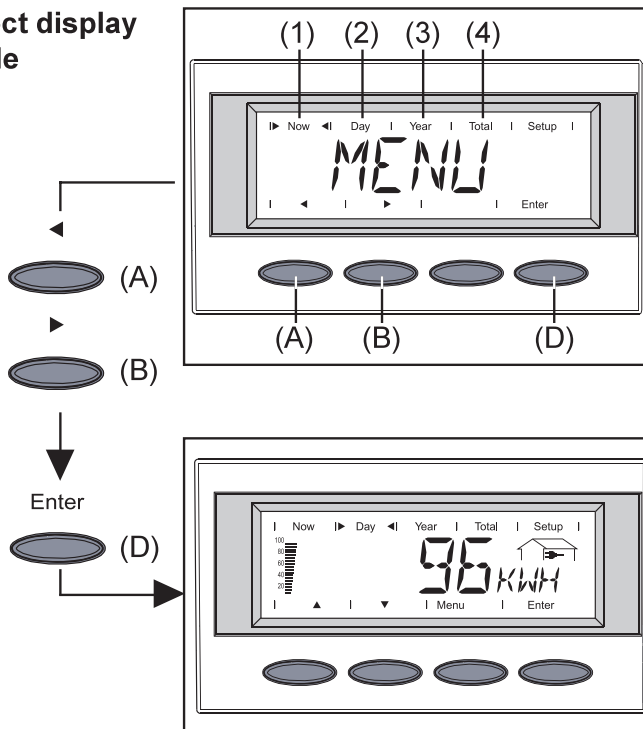 ct display
le
(1) (2) (3) (4)
Now Day Year Total Setup
MENU
Enter
(A) (B) (D)
(A)
(B)
Enter
(D)
Now Day Year Total Setup
100
80
60
40
20
96 KWH
Menu Enter